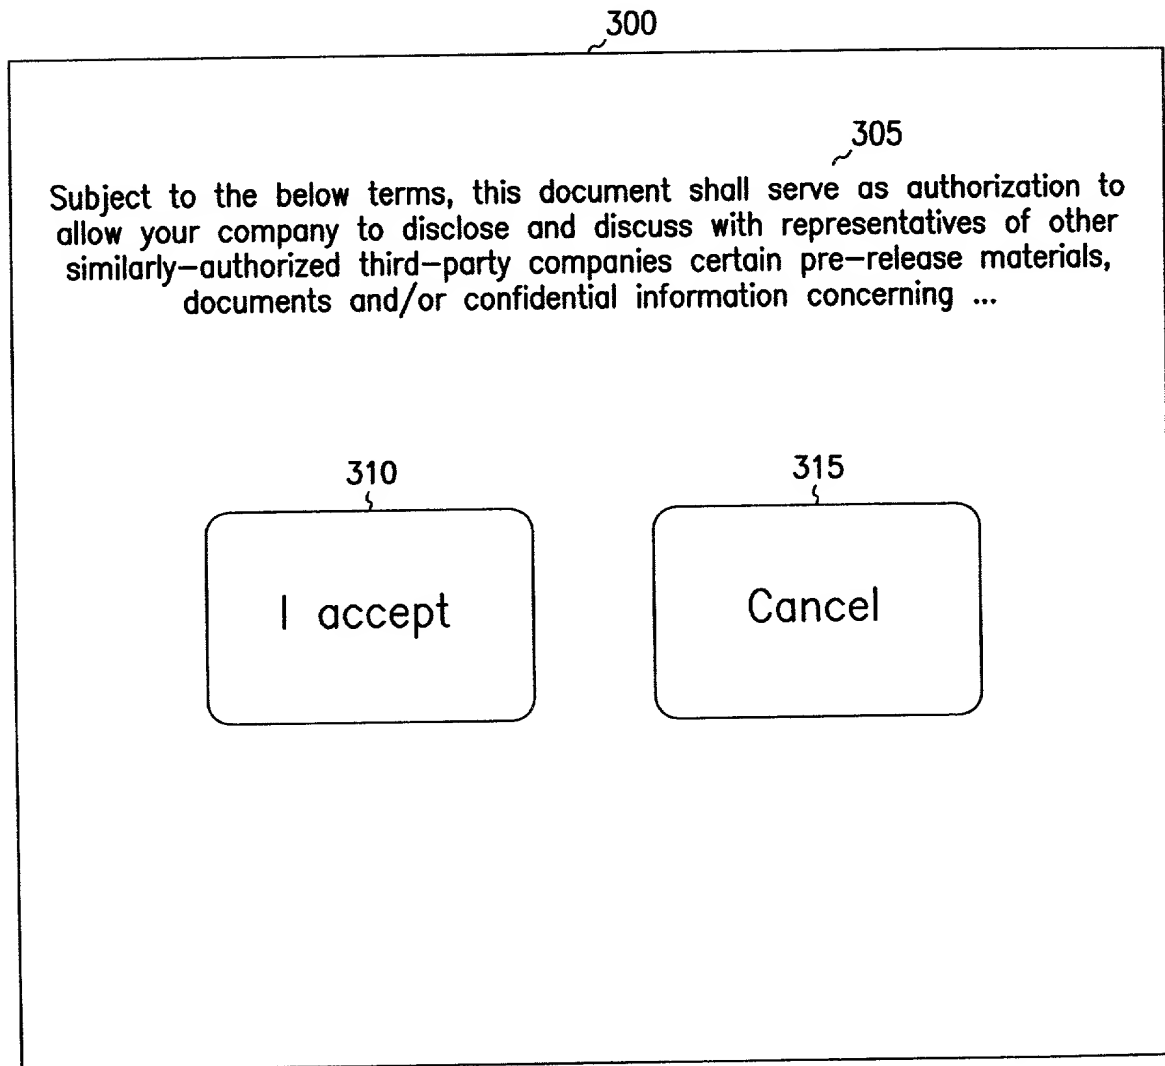 300
305
Subject to the below terms, this document shall serve as authorization to
allow your company to disclose and discuss with representatives of other
similarly-authorized third-party companies certain pre-release materials,
documents and/or confidential information concerning ...
310
315
I accept
Cancel